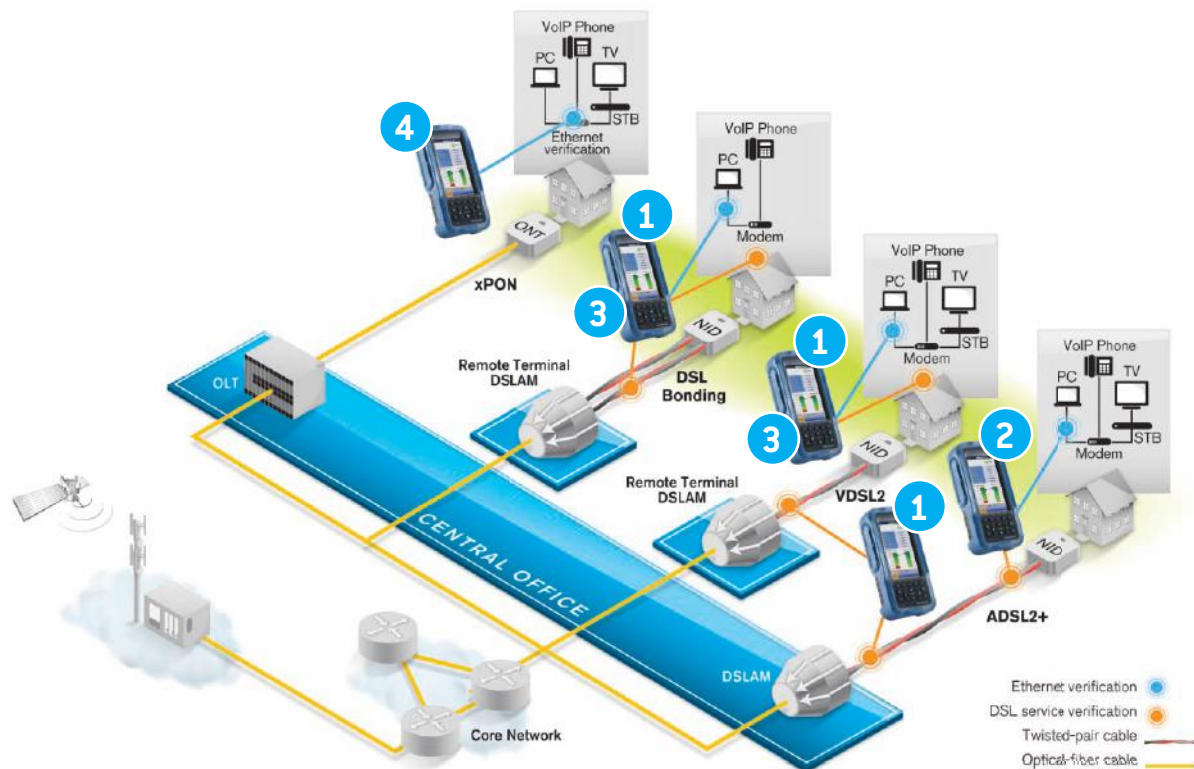 VoIP Phone
PC
TV
STB
Ethernet
verification
4
ONT
xPON
VoIP Phone
PC
Modem
1
3
NID
DSL
Bonding
Remote Terminal
DSLAM
OLT
VoIP Phone
PC
TV
STB
Modem
1
3
NID
VDSL2
Remote Terminal
DSLAM
VoIP Phone
PC
TV
STB
Modem
2
1
NID
ADSL2+
CENTRAL OFFICE
DSLAM
Core Network
Ethernet verification
DSL service verification
Twisted-pair cable
Optical-fiber cable